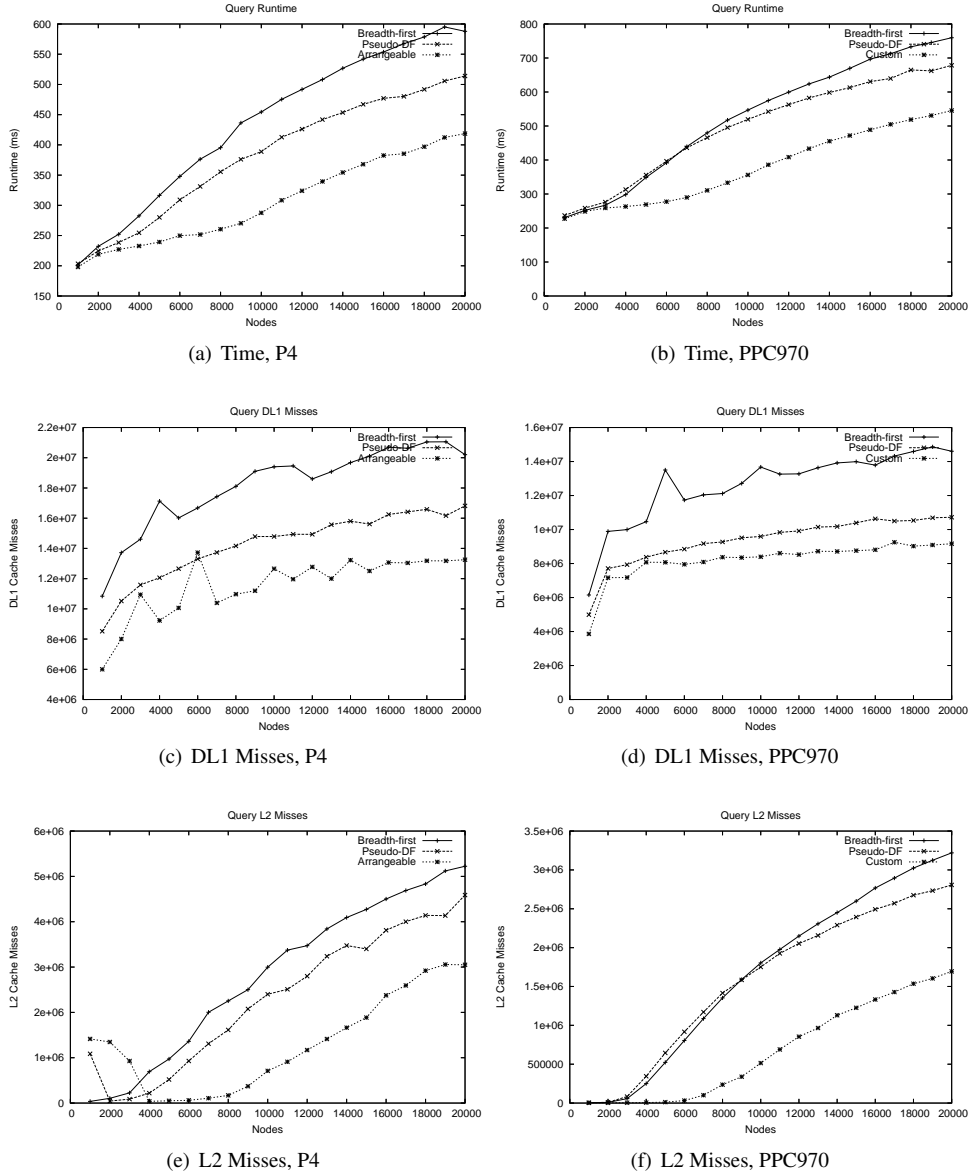 Query Runtime
600
550
500
450
400
350
300
250
200
150
Runtime (ms)
Breadth-first
Pseudo-DF
Arrangeable
0 2000 4000 6000 8000 10000 12000 14000 16000 18000 20000
Nodes
(a) Time, P4
Query Runtime
800
700
600
500
400
300
200
100
0
Runtime (ms)
Breadth-first
Pseudo-DF
Custom
0 2000 4000 6000 8000 10000 12000 14000 16000 18000 20000
Nodes
(b) Time, PPC970
Query DL1 Misses
2.2e+07
2e+07
1.8e+07
1.6e+07
1.4e+07
1.2e+07
1e+07
8e+06
6e+06
4e+06
DL1 Cache Misses
Breadth-first
Pseudo-DF
Arrangeable
0 2000 4000 6000 8000 10000 12000 14000 16000 18000 20000
Nodes
(c) DL1 Misses, P4
Query DL1 Misses
1.6e+07
1.4e+07
1.2e+07
1e+07
8e+06
6e+06
4e+06
2e+06
0
DL1 Cache Misses
Breadth-first
Pseudo-DF
Custom
0 2000 4000 6000 8000 10000 12000 14000 16000 18000 20000
Nodes
(d) DL1 Misses, PPC970
Query L2 Misses
6e+06
5e+06
4e+06
3e+06
2e+06
1e+06
0
L2 Cache Misses
Breadth-first
Pseudo-DF
Arrangeable
0 2000 4000 6000 8000 10000 12000 14000 16000 18000 20000
Nodes
(e) L2 Misses, P4
Query L2 Misses
3.5e+06
3e+06
2.5e+06
2e+06
1.5e+06
1e+06
500000
0
L2 Cache Misses
Breadth-first
Pseudo-DF
Custom
0 2000 4000 6000 8000 10000 12000 14000 16000 18000 20000
Nodes
(f) L2 Misses, PPC970